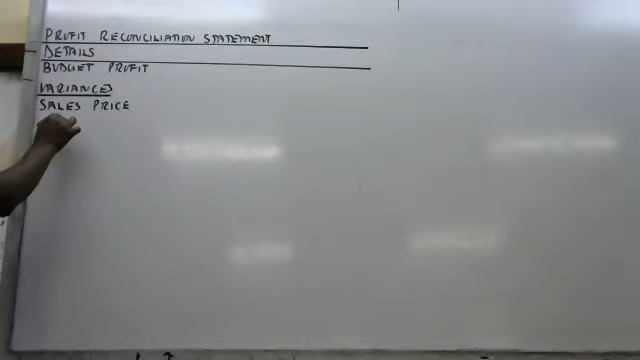 PROFIT RECONCILIATION STATEMENT
DETAILS
BUDGET PROFIT
VARIANCES
SALES PRICE